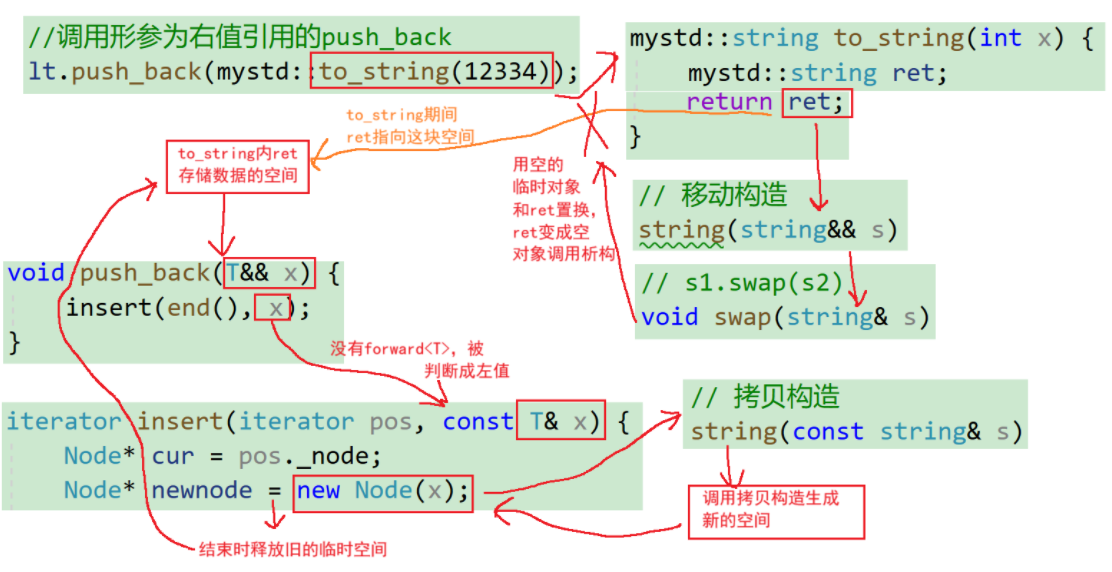 //调用形参为右值引用的push_back
lt.push_back(mystd::to_string(12334));
mystd::string to_string(int x) {
mystd::string ret;
return ret;
}
to_string期间
ret指向这块空间
to_string内ret
存储数据的空间
用空的
临时对象
和ret置换，
ret变成空
对象调用析构
// 移动构造
string(string&& s)
// s1.swap(s2)
void swap(string& s)
void push_back(T&& x) {
insert(end(), x);
}
没有forward<T>，被
判断成左值
iterator insert(iterator pos, const T& x) {
Node* cur = pos._node;
Node* newnode = new Node(x);
// 拷贝构造
string(const string& s)
调用拷贝构造生成
新的空间
结束时释放旧的临时空间